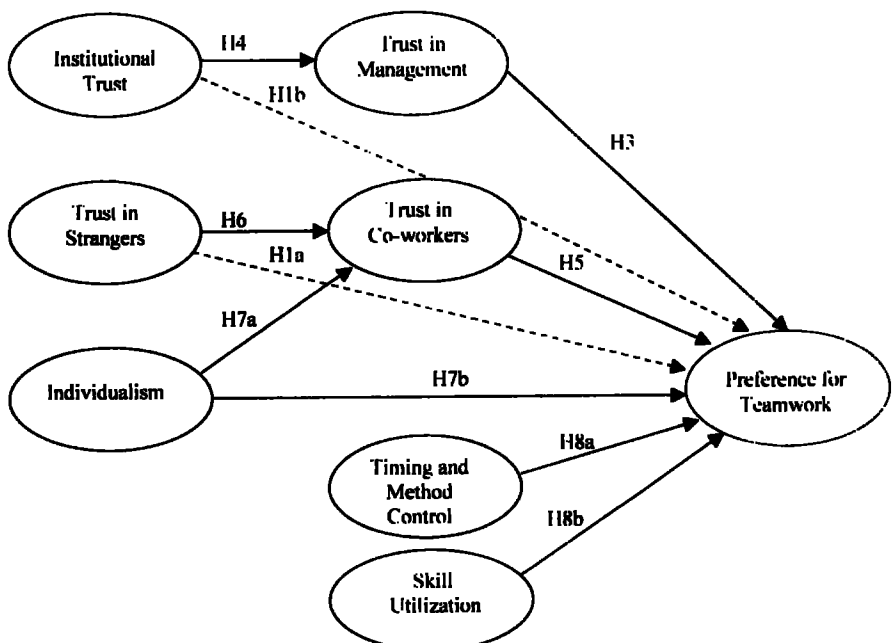 H4
Institutional
Trust
Trust in
Management
H1b
H3
Trust in
Strangers
H6
Trust in
Co-workers
H1a
H5
H7a
Individualism
H7b
Preference for
Teamwork
H8a
Timing and
Method
Control
H8b
Skill
Utilization